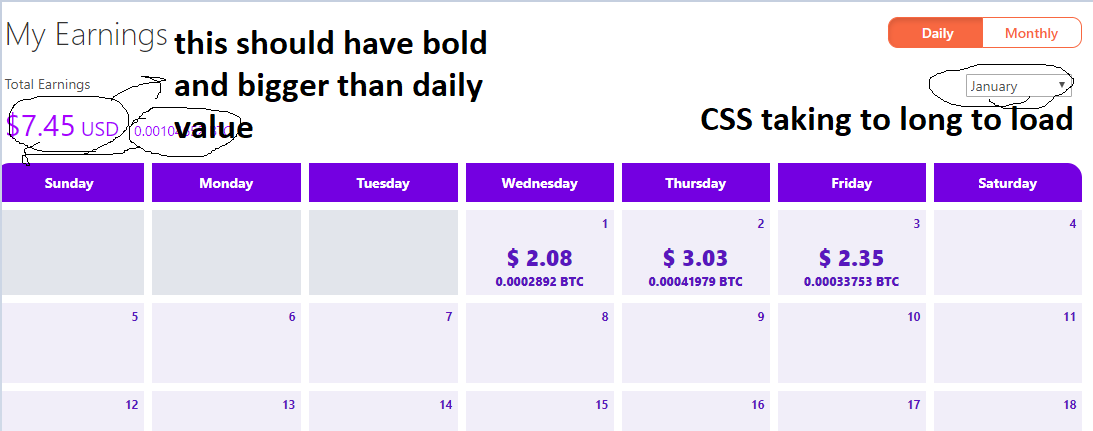 My Earnings
this should have bold
and bigger than daily
value
Daily
Monthly
Total Earnings
January
$7.45 USD
CSS taking to long to load
Sunday Monday Tuesday Wednesday Thursday Friday Saturday
1 2 3 4
$ 2.08 $ 3.03 $ 2.35
0.0002892 BTC 0.00041979 BTC 0.00033753 BTC
5 6 7 8 9 10 11
12 13 14 15 16 17 18